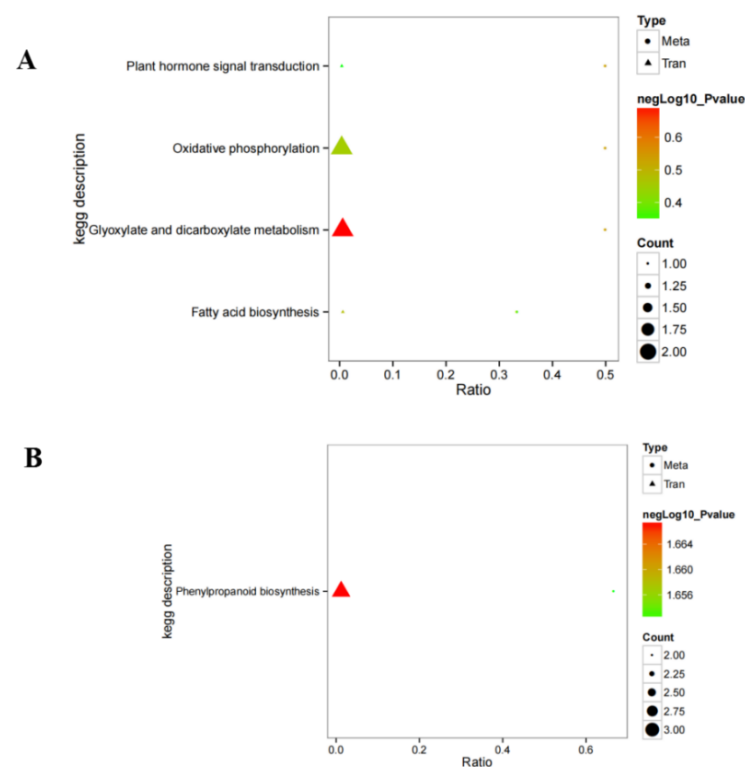 A
kegg description
Plant hormone signal transduction
Oxidative phosphorylation
Glyoxylate and dicarboxylate metabolism
Fatty acid biosynthesis
0.0 0.1 0.2 0.3 0.4 0.5
Ratio
Type
Meta
Tran
negLog10_Pvalue
0.6
0.5
0.4
Count
1.00
1.25
1.50
1.75
2.00
B
kegg description
Phenylpropanoid biosynthesis
0.0 0.2 0.4 0.6
Ratio
Type
Meta
Tran
negLog10_Pvalue
1.664
1.660
1.656
Count
2.00
2.25
2.50
2.75
3.00